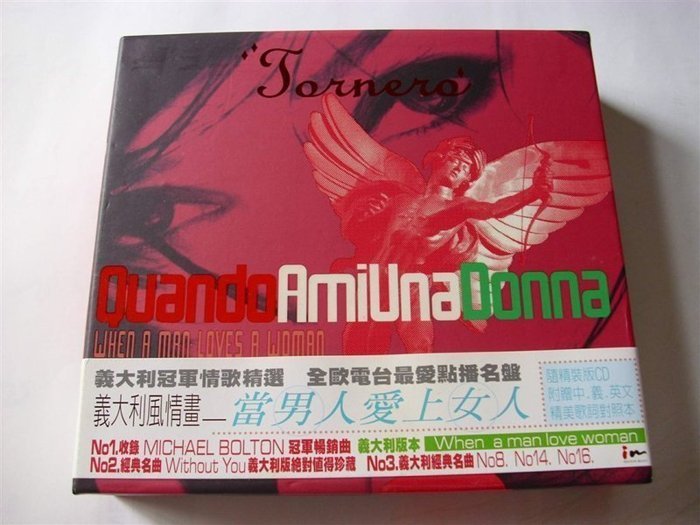 "Tornero"
QuandoAmiUnaDonna
WHEN A MAN LOVES A WOMAN
義大利冠軍情歌精選 全歐電台最愛點播名盤
義大利風情畫—當男人愛上女人
隨精裝版CD
附贈中.義.英文
精美歌詞對照本
No1.收錄 MICHAEL BOLTON 冠軍暢銷曲 義大利版本 When a man love woman
No2.經典名曲 Without You 義大利版絕對值得珍藏 No3.義大利經典名曲 No8. No14. No16.
in